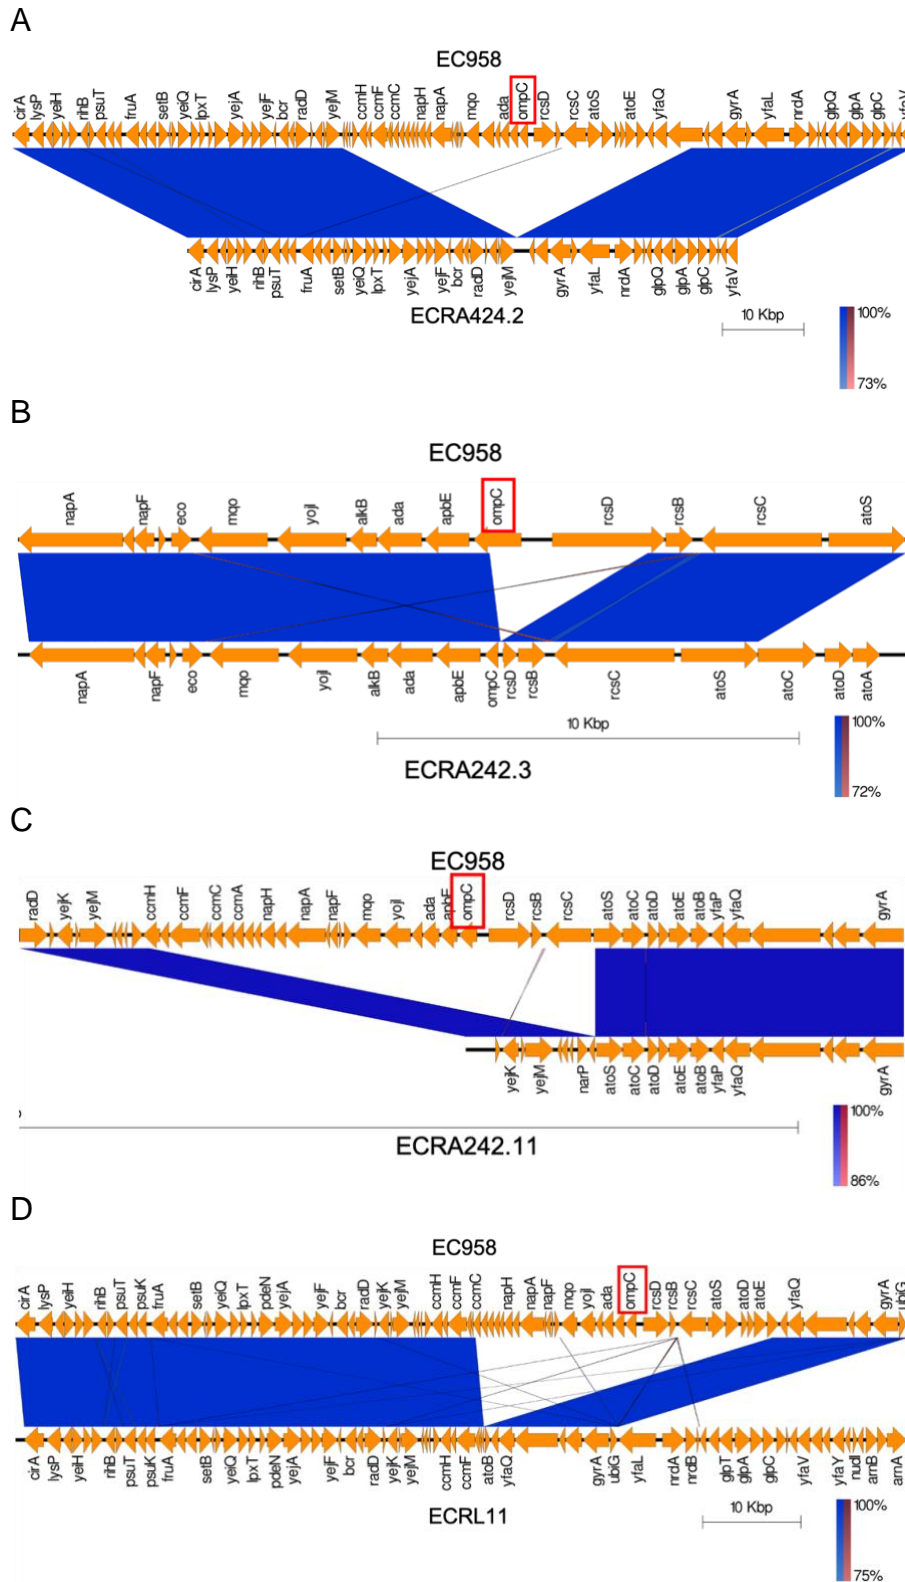 A
EC958
cirA lysP yeiH rihB psuT fruA setB yeiQ lpxT yejA yejF bcr radD yejM ccmH ccmF ccmC napH napA mqo ada ompC rcsD rcsC atoS atoE yfaQ gyrA yfaL nrdA glpQ glpA glpC yfaV
cirA lysP yeiH rihB psuT fruA setB yeiQ lpxT yejA yejF bcr radD yejM gyrA yfaL nrdA glpQ glpA glpC yfaV
ECRA424.2
10 Kbp
100%
73%
B
EC958
napA napF eco mqo yojI alkB ada apbE ompC rcsD rcsB rcsC atoS
napA napF eco mqo yojI alkB ada apbE ompC rcsD rcsB rcsC atoS atoC atoD atoA
10 Kbp
ECRA242.3
100%
72%
C
EC958
radD yejK yejM ccmH ccmF ccmC ccmA napH napA napF mqo yojI ada apbE ompC rcsD rcsB rcsC atoS atoC atoD atoE atoB yfaP yfaQ gyrA
yejK yejM narP atoS atoC atoD atoE atoB yfaP yfaQ gyrA
ECRA242.11
100%
86%
D
EC958
cirA lysP yeiH rihB psuT psuK fruA setB yeiQ lpxT pdeN yejA yejF bcr radD yejK yejM ccmH ccmF ccmC napH napA napF mqo yojI ada ompC rcsD rcsB rcsC atoS atoD atoE yfaQ gyrA ubiG
cirA lysP yeiH rihB psuT psuK fruA setB yeiQ lpxT pdeN yejA yejF bcr radD yejK yejM ccmH ccmF atoB yfaQ gyrA ubiG yfaL nrdA nrdB glpT glpA glpC yfaV yfaY nudI arnB arnA
10 Kbp
ECRL11
100%
75%